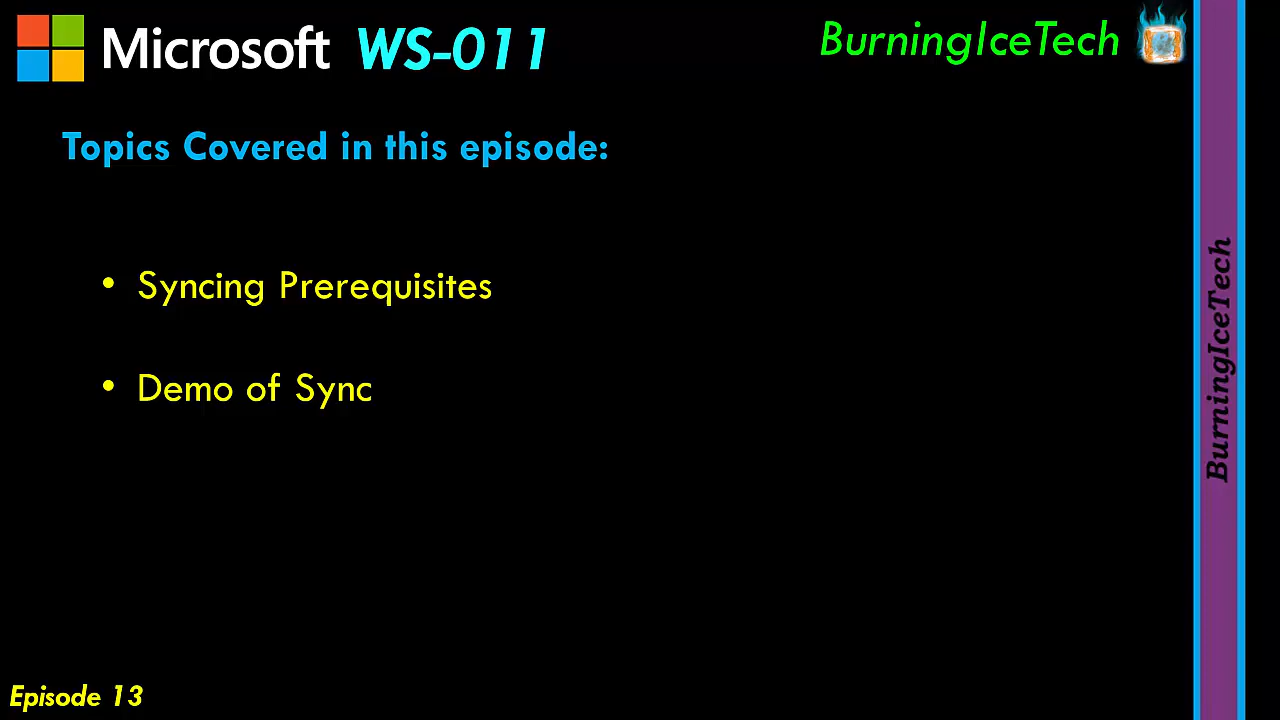 Microsoft WS-011
BurningIceTech
Topics Covered in this episode:
• Syncing Prerequisites
• Demo of Sync
BurningIceTech
Episode 13